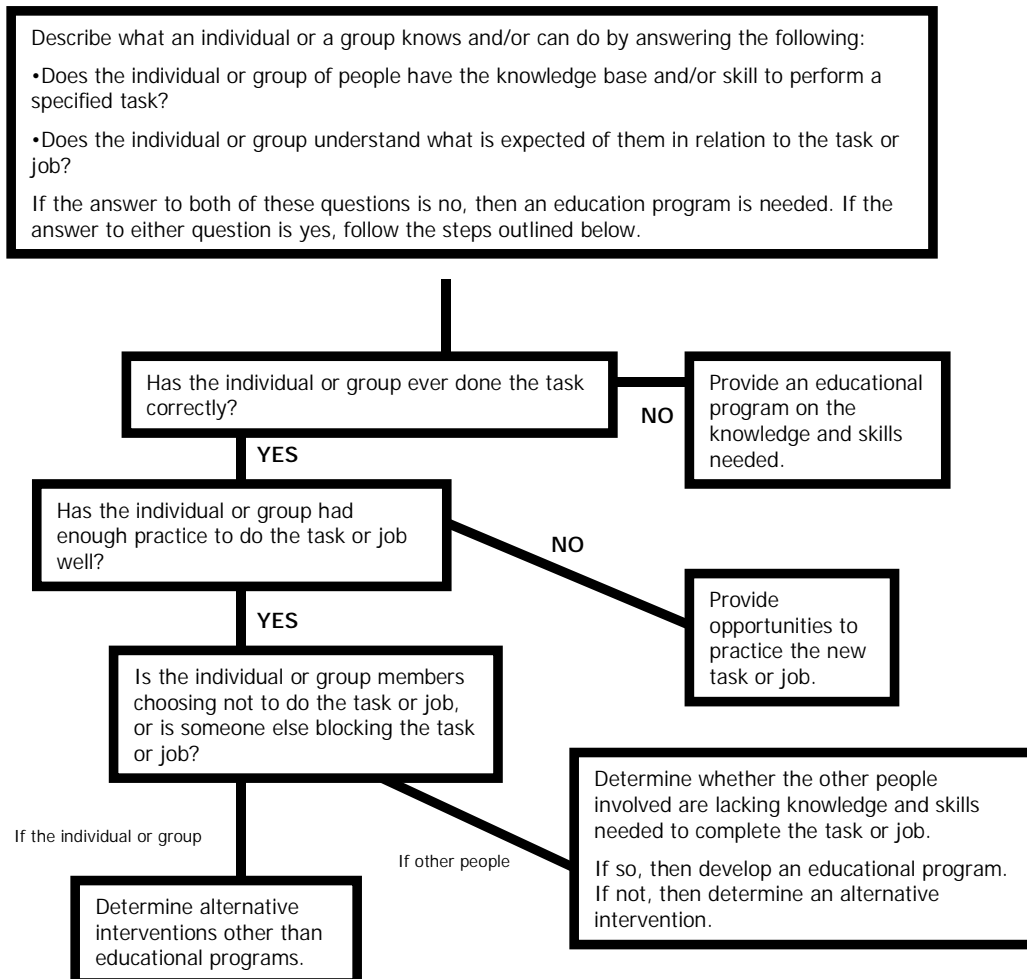 Describe what an individual or a group knows and/or can do by answering the following:
•Does the individual or group of people have the knowledge base and/or skill to perform a
specified task?
•Does the individual or group understand what is expected of them in relation to the task or
job?
If the answer to both of these questions is no, then an education program is needed. If the
answer to either question is yes, follow the steps outlined below.
Has the individual or group ever done the task
correctly?
NO
Provide an educational
program on the
knowledge and skills
needed.
YES
Has the individual or group had
enough practice to do the task or job
well?
NO
Provide
opportunities to
practice the new
task or job.
YES
Is the individual or group members
choosing not to do the task or job,
or is someone else blocking the task
or job?
If the individual or group
Determine alternative
interventions other than
educational programs.
If other people
Determine whether the other people
involved are lacking knowledge and skills
needed to complete the task or job.
If so, then develop an educational program.
If not, then determine an alternative
intervention.